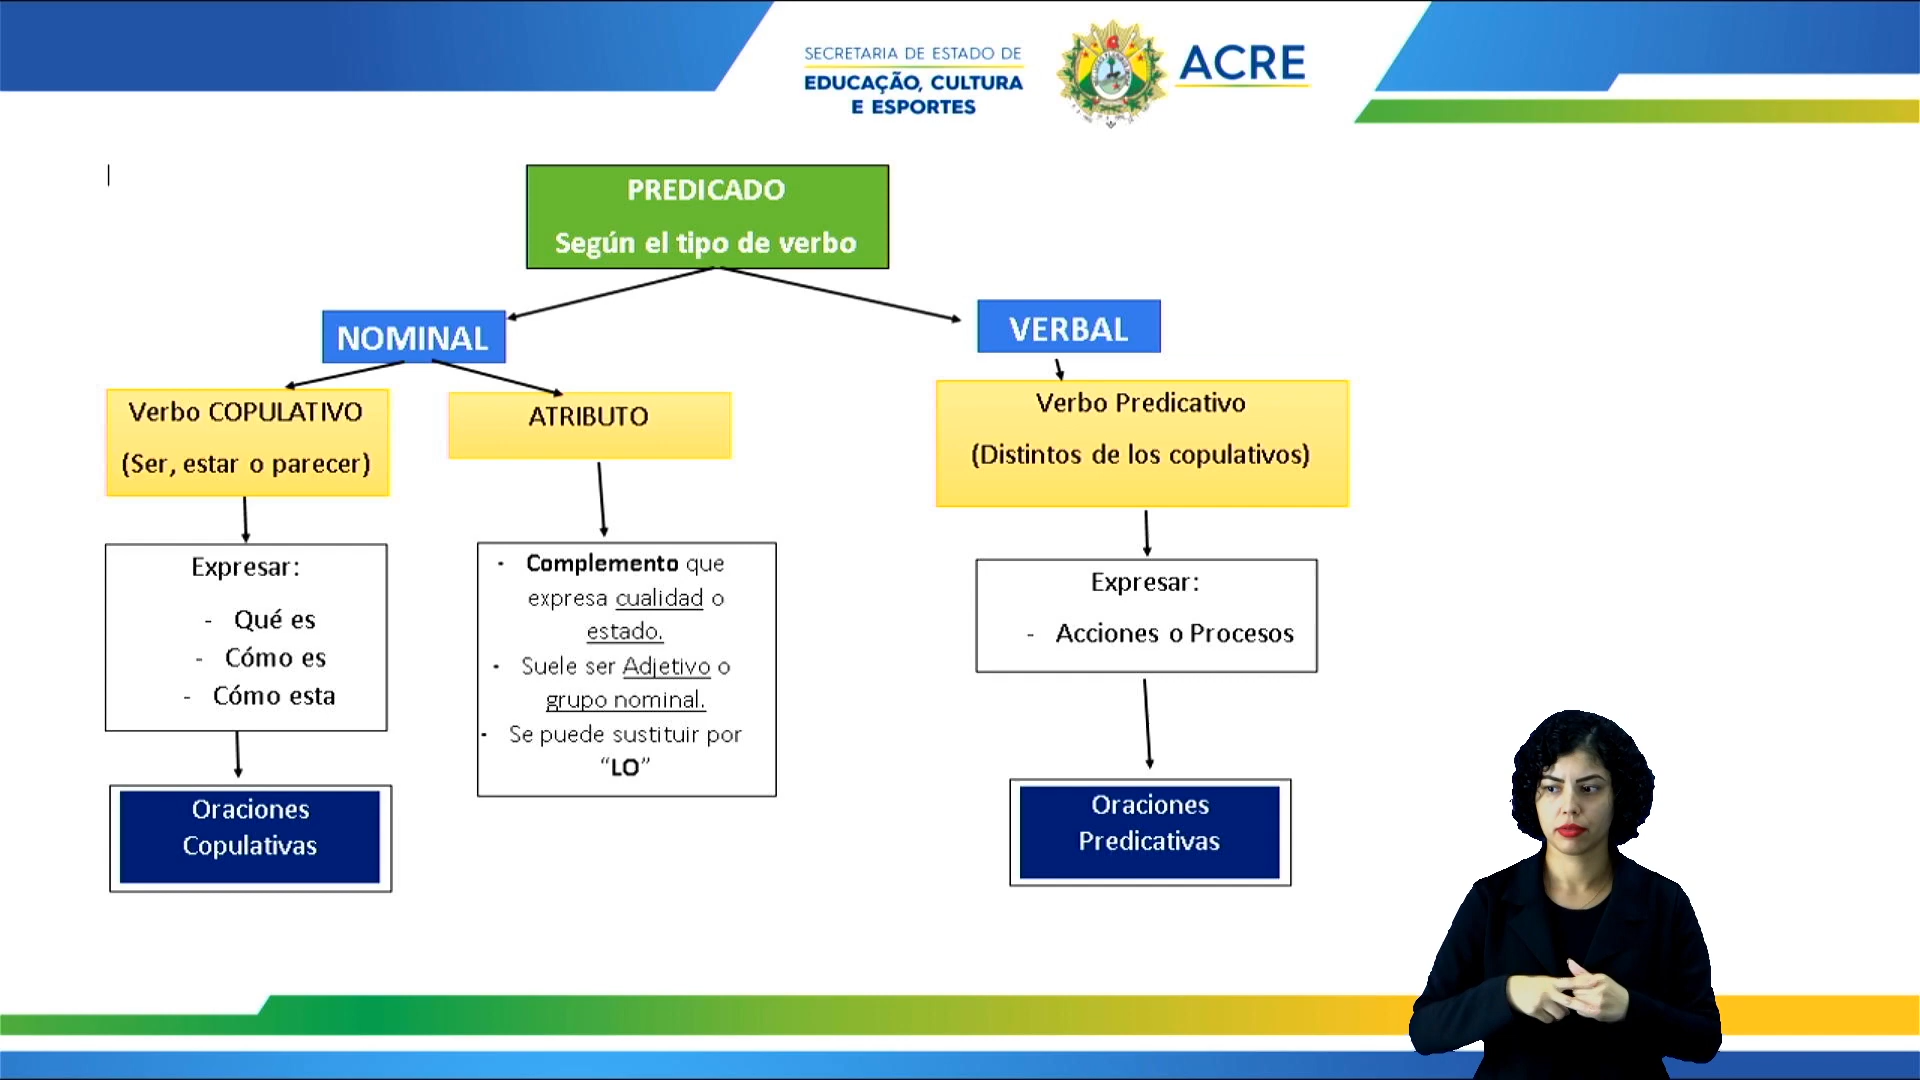 SECRETARIA DE ESTADO DE
EDUCAÇÃO, CULTURA
E ESPORTES
ACRE
PREDICADO
Según el tipo de verbo
NOMINAL
VERBAL
Verbo COPULATIVO
(Ser, estar o parecer)
ATRIBUTO
Verbo Predicativo
(Distintos de los copulativos)
Expresar:
- Qué es
- Cómo es
- Cómo esta
- Complemento que
expresa cualidad o
estado.
- Suele ser Adjetivo o
grupo nominal.
- Se puede sustituir por
“LO”
Expresar:
- Acciones o Procesos
Oraciones
Copulativas
Oraciones
Predicativas